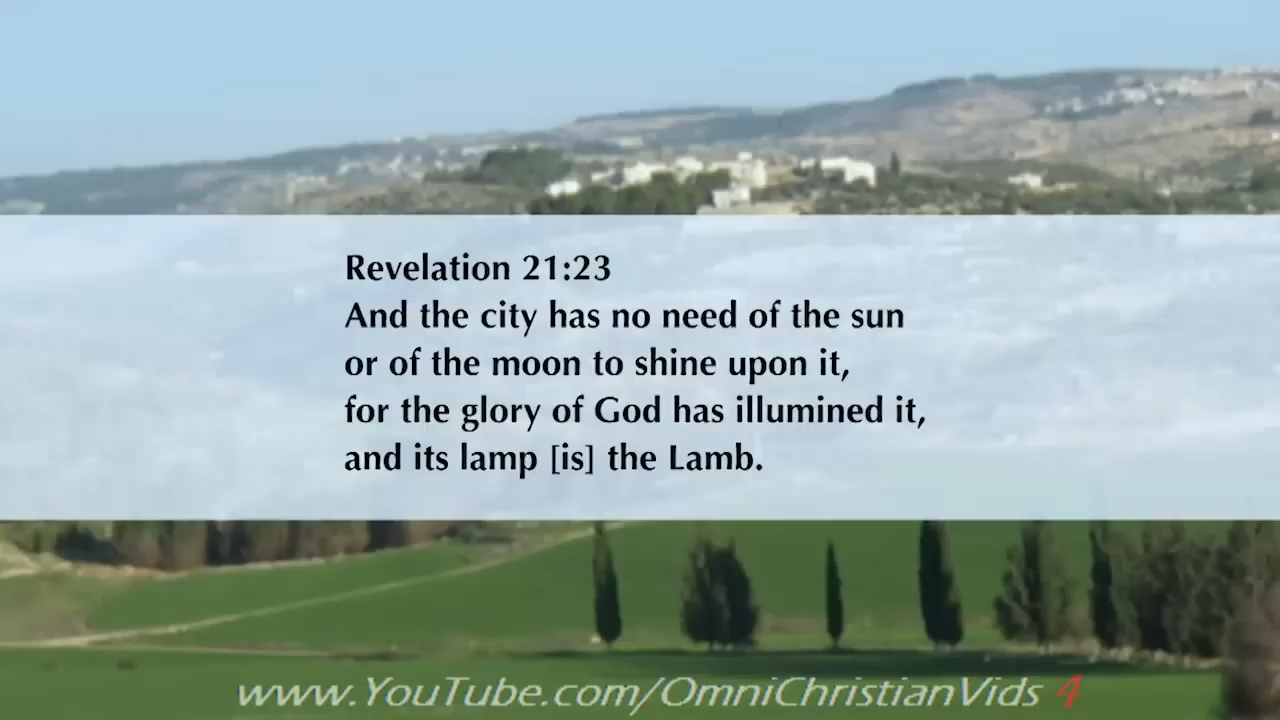 Revelation 21:23
And the city has no need of the sun
or of the moon to shine upon it,
for the glory of God has illumined it,
and its lamp [is] the Lamb.
www.YouTube.com/OmniChristianVids 4